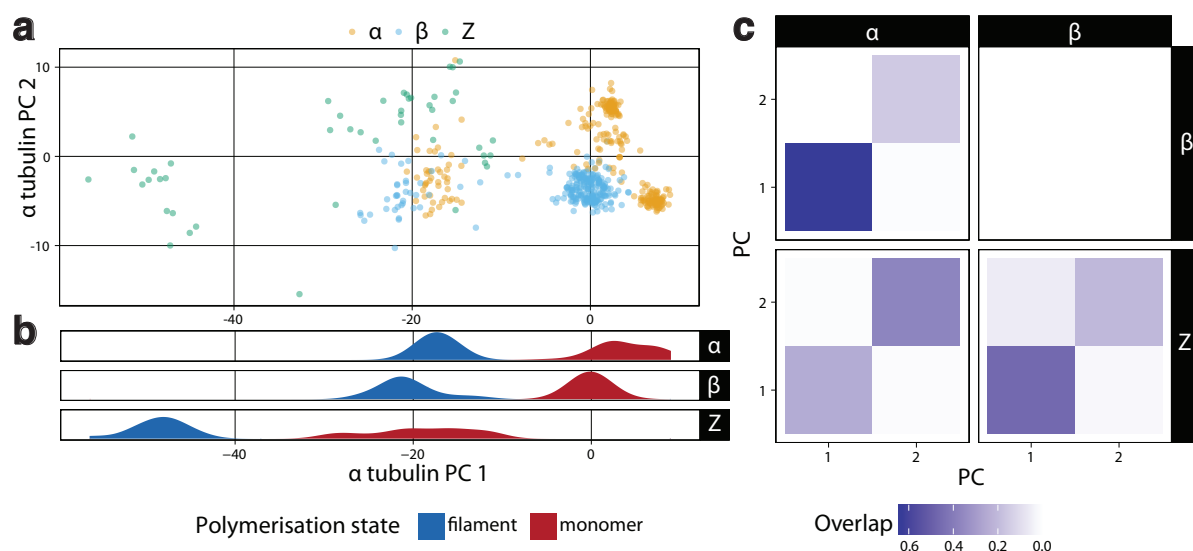 a
α β Z
α tubulin PC 2
10
0
-10
-40 -20 0
b
α
β
Z
−40 −20 0
α tubulin PC 1
Polymerisation state filament monomer
c
α β
PC
2
1
β
2
1
Z
1 2 1 2
PC
Overlap
0.6 0.4 0.2 0.0